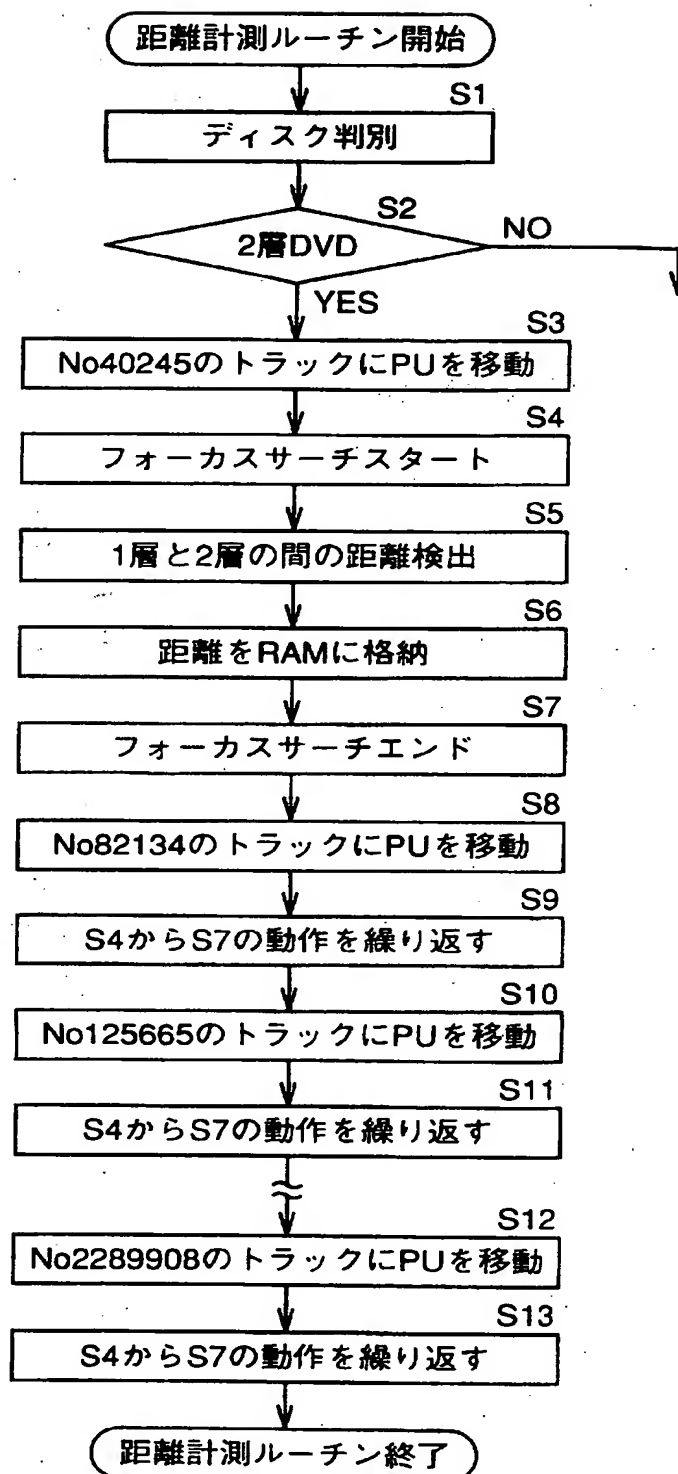 距離計測ルーチン開始
S1
ディスク判別
S2
2層DVD
NO
YES
S3
No40245のトラックにPUを移動
S4
フォーカスサーチスタート
S5
1層と2層の間の距離検出
S6
距離をRAMに格納
S7
フォーカスサーチエンド
S8
No82134のトラックにPUを移動
S9
S4からS7の動作を繰り返す
S10
No125665のトラックにPUを移動
S11
S4からS7の動作を繰り返す
S12
No2289908のトラックにPUを移動
S13
S4からS7の動作を繰り返す
距離計測ルーチン終了